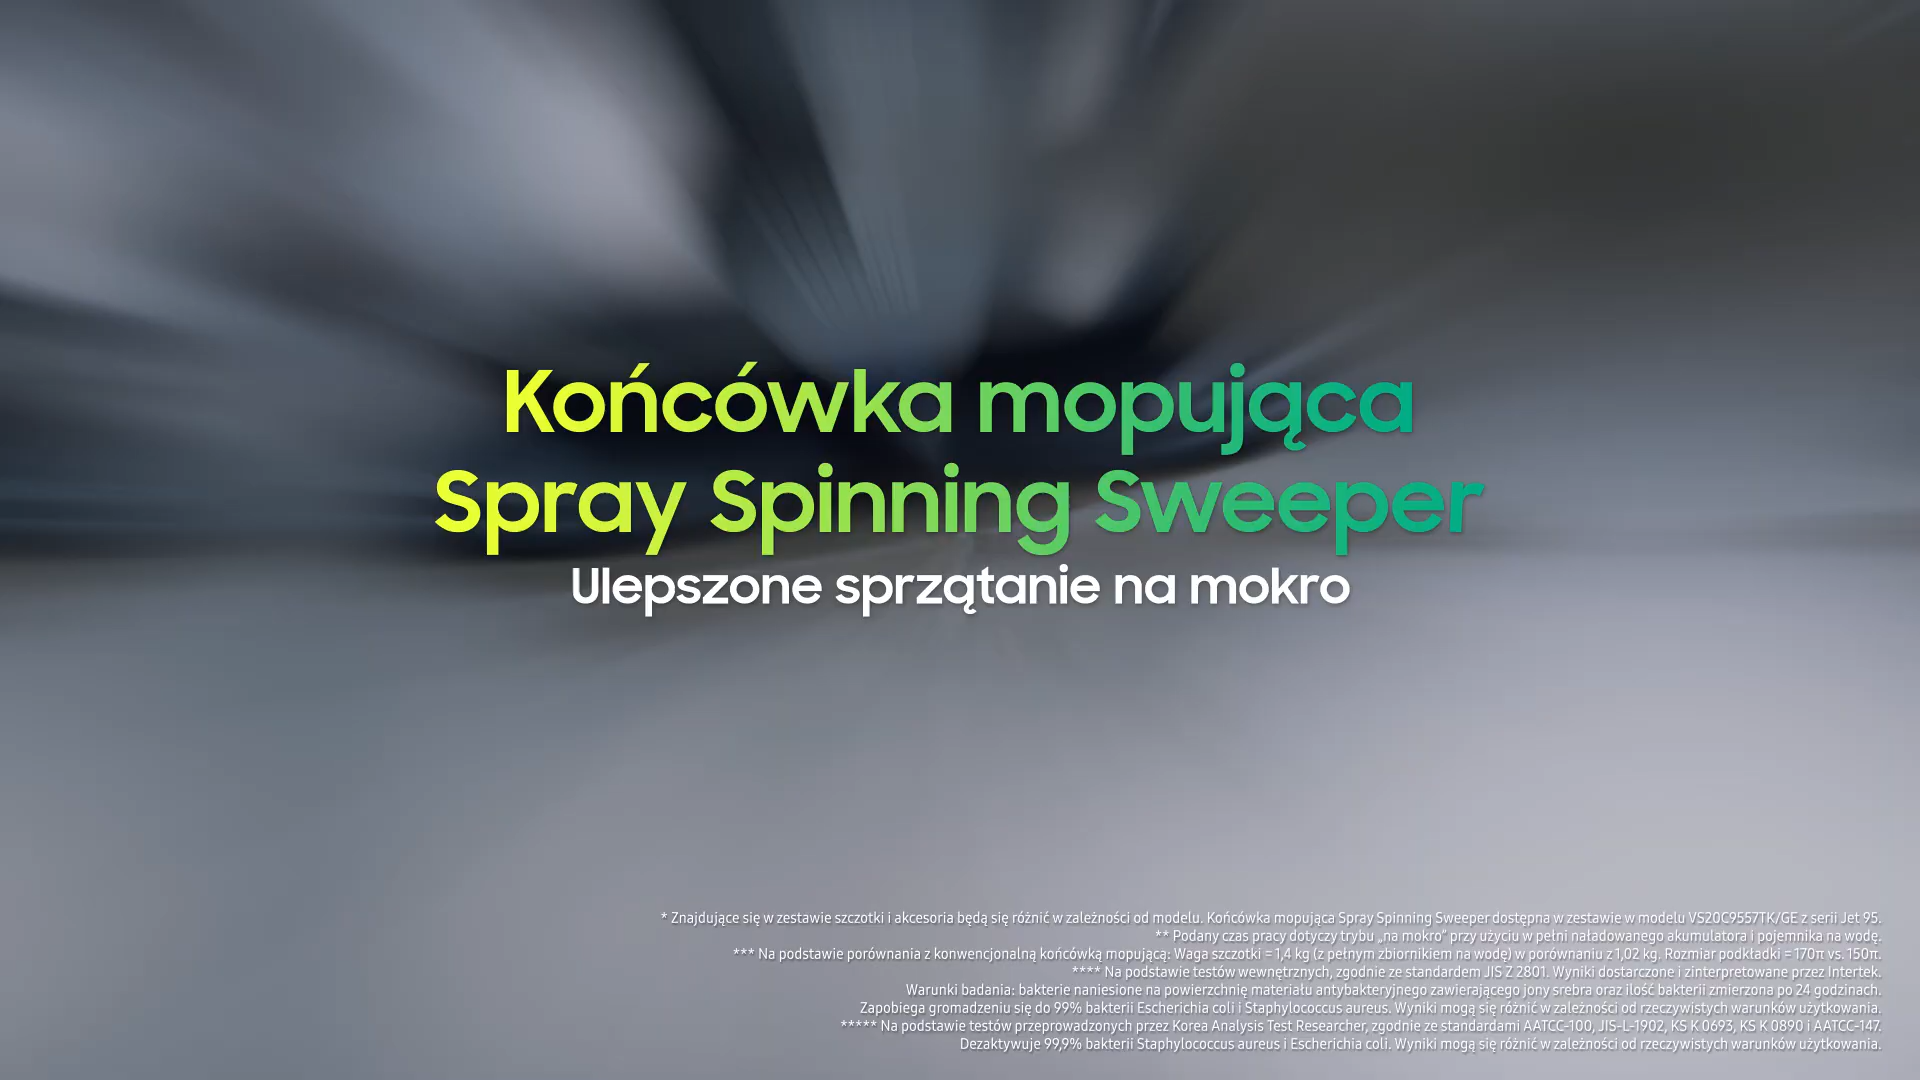 Końcówka mopująca
Spray Spinning Sweeper
Ulepszone sprzątanie na mokro
* Znajdujące się w zestawie szczotki i akcesoria będą się różnić w zależności od modelu. Końcówka mopująca Spray Spinning Sweeper dostępna w zestawie w modelu VS20C9557TK/GE z serii Jet 95.
** Podany czas pracy dotyczy trybu „na mokro” przy użyciu w pełni naładowanego akumulatora i pojemnika na wodę.
*** Na podstawie porównania z konwencjonalną końcówką mopującą: Waga szczotki = 1,4 kg (z pełnym zbiornikiem na wodę) w porównaniu z 1,02 kg. Rozmiar podkładki = 170π vs. 150π.
**** Na podstawie testów wewnętrznych, zgodnie ze standardem JIS Z 2801. Wyniki dostarczone i zinterpretowane przez Intertek.
Warunki badania: bakterie naniesione na powierzchnię materiału antybakteryjnego zawierającego jony srebra oraz ilość bakterii zmierzona po 24 godzinach.
Zapobiega gromadzeniu się do 99% bakterii Escherichia coli i Staphylococcus aureus. Wyniki mogą się różnić w zależności od rzeczywistych warunków użytkowania.
***** Na podstawie testów przeprowadzonych przez Korea Analysis Test Researcher, zgodnie ze standardami AATCC-100, JIS-L-1902, KS K 0693, KS K 0890 i AATCC-147.
Dezaktywuje 99,9% bakterii Staphylococcus aureus i Escherichia coli. Wyniki mogą się różnić w zależności od rzeczywistych warunków użytkowania.